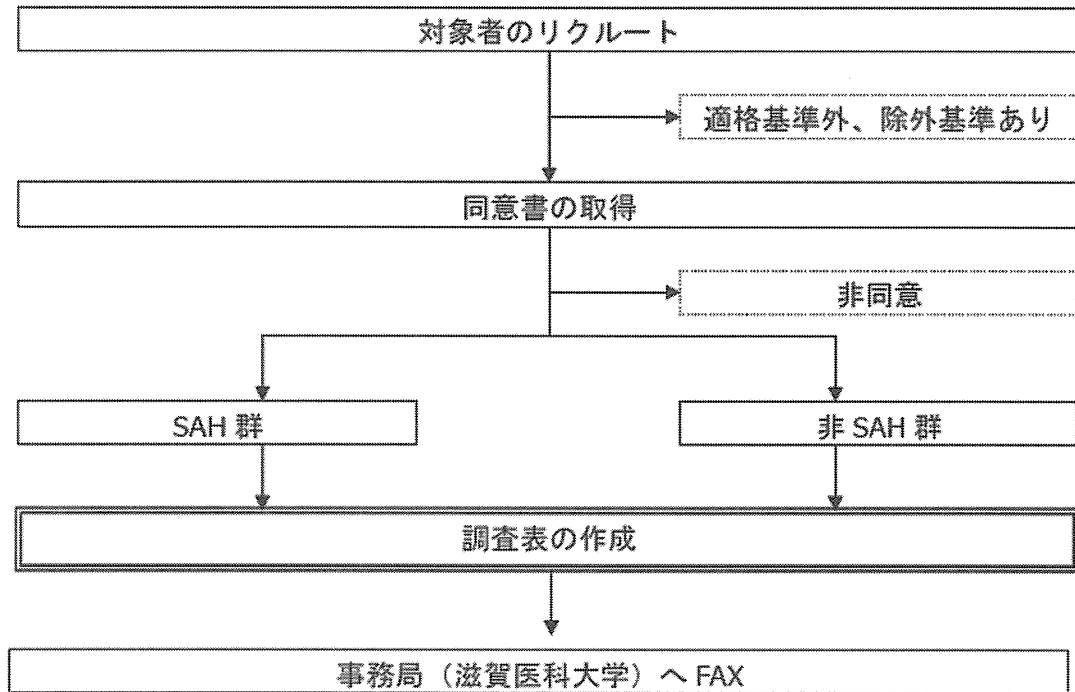 対象者のリクルート
適格基準外、除外基準あり
同意書の取得
非同意
SAH 群
非 SAH 群
調査表の作成
事務局（滋賀医科大学）へ FAX